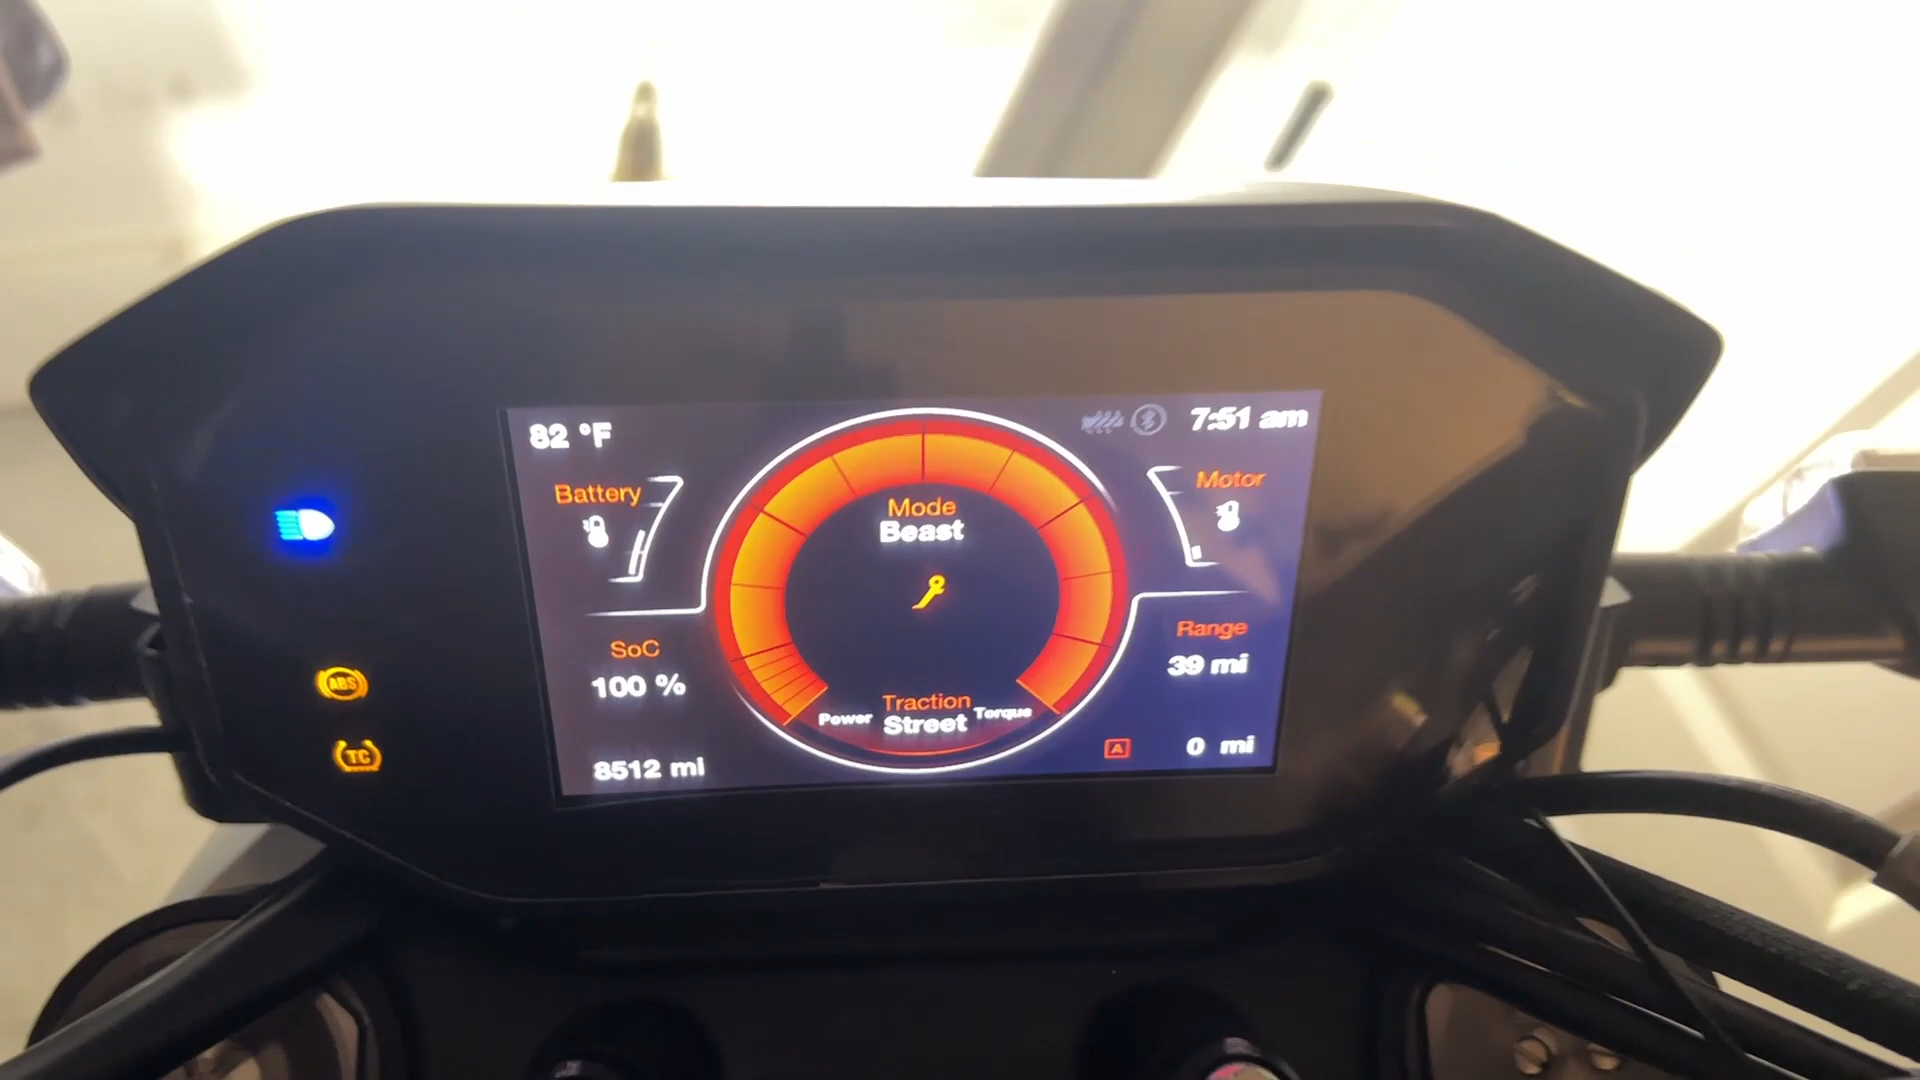 82 °F
7:51 am
Battery
Motor
Mode
Beast
SoC
100 %
Range
39 mi
ABS
TC
Traction
Power Street Torque
8512 mi
A
0 mi